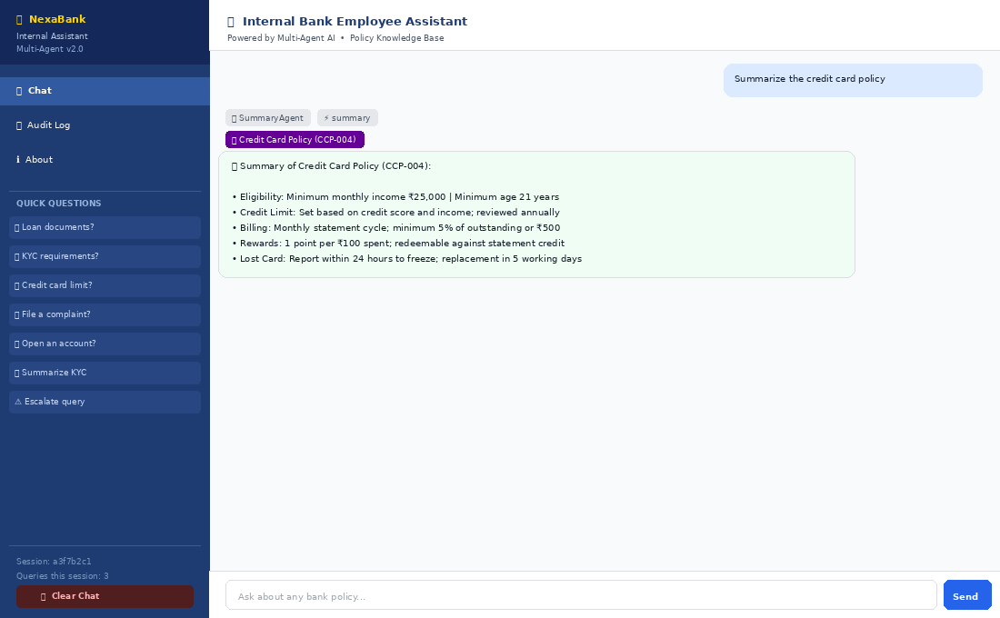 NexaBank
Internal Assistant
Multi-Agent v2.0
Chat
Audit Log
About
QUICK QUESTIONS
Loan documents?
KYC requirements?
Credit card limit?
File a complaint?
Open an account?
Summarize KYC
⚠ Escalate query
Session: a3f7b2c1
Queries this session: 3
Clear Chat
Internal Bank Employee Assistant
Powered by Multi-Agent AI • Policy Knowledge Base
Summarize the credit card policy
SummaryAgent
⚡ summary
Credit Card Policy (CCP-004)
Summary of Credit Card Policy (CCP-004):
• Eligibility: Minimum monthly income ₹25,000 | Minimum age 21 years
• Credit Limit: Set based on credit score and income; reviewed annually
• Billing: Monthly statement cycle; minimum 5% of outstanding or ₹500
• Rewards: 1 point per ₹100 spent; redeemable against statement credit
• Lost Card: Report within 24 hours to freeze; replacement in 5 working days
Ask about any bank policy...
Send